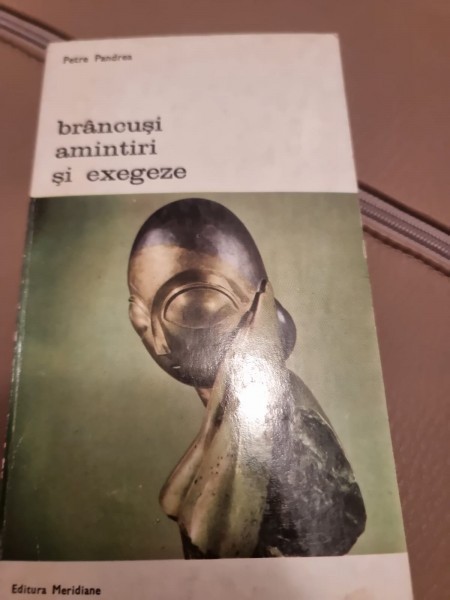 Petre Pandrea
brâncuşi
amintiri
şi exegeze
Editura Meridiane